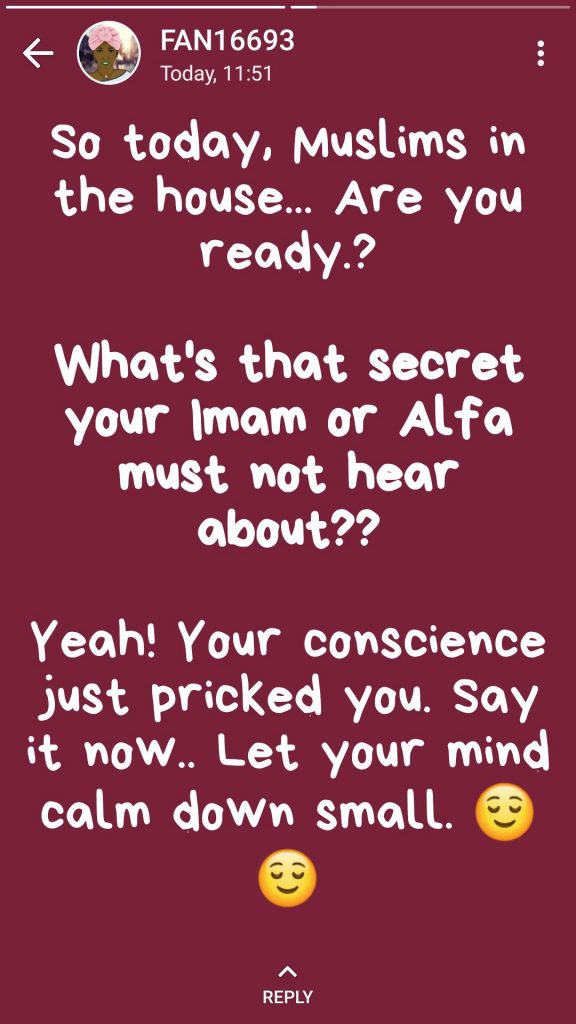 FAN16693
Today, 11:51
So today, Muslims in
the house... Are you
ready.?
What's that secret
your Imam or Alfa
must not hear
about??
Yeah! Your conscience
just pricked you. Say
it now.. Let your mind
calm down small. 😌
😌
REPLY